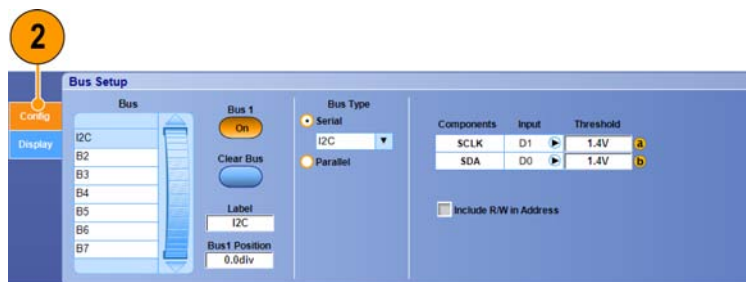 2
Bus Setup
Config
Display
Bus
I2C
B2
B3
B4
B5
B6
B7
Bus 1
On
Clear Bus
Label
I2C
Bus1 Position
0.0div
Bus Type
Serial
I2C
Parallel
Components Input Threshold
SCLK D1 1.4V a
SDA D0 1.4V b
Include R/W in Address